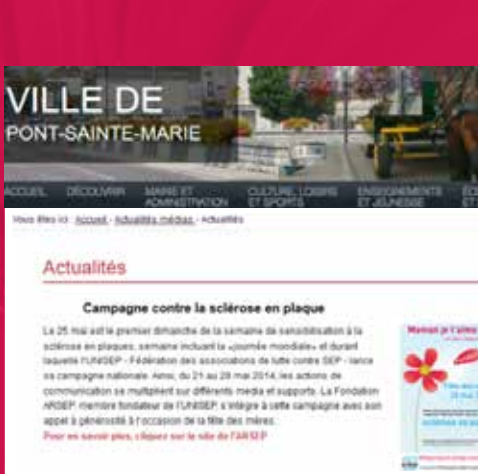 VILLE DE
PONT-SAINTE-MARIE
ACCUEIL DÉCOUVRIR MAIRIE ET ADMINISTRATION CULTURE, LOISIRS ET SPORTS ENSEIGNEMENTS ET JEUNESSE
Vous êtes ici : Accueil - Actualités médias - Actualités
Actualités
Campagne contre la sclérose en plaque
Le 25 mai est le premier dimanche de la semaine de sensibilisation à la
sclérose en plaques, semaine incluant la «journée mondiale» et durant
laquelle l'UNISEP - Fédération des associations de lutte contre SEP - lance
sa campagne nationale. Ainsi, du 21 au 28 mai 2014, les actions de
communication se multiplient sur différents media et supports. La Fondation
ARSEP, membre fondateur de l'UNISEP, s'intègre à cette campagne avec son
appel à générosité à l'occasion de la fête des mères.
Pour en savoir plus, cliquez sur le site de l'ARSEP
Maman je t'aime